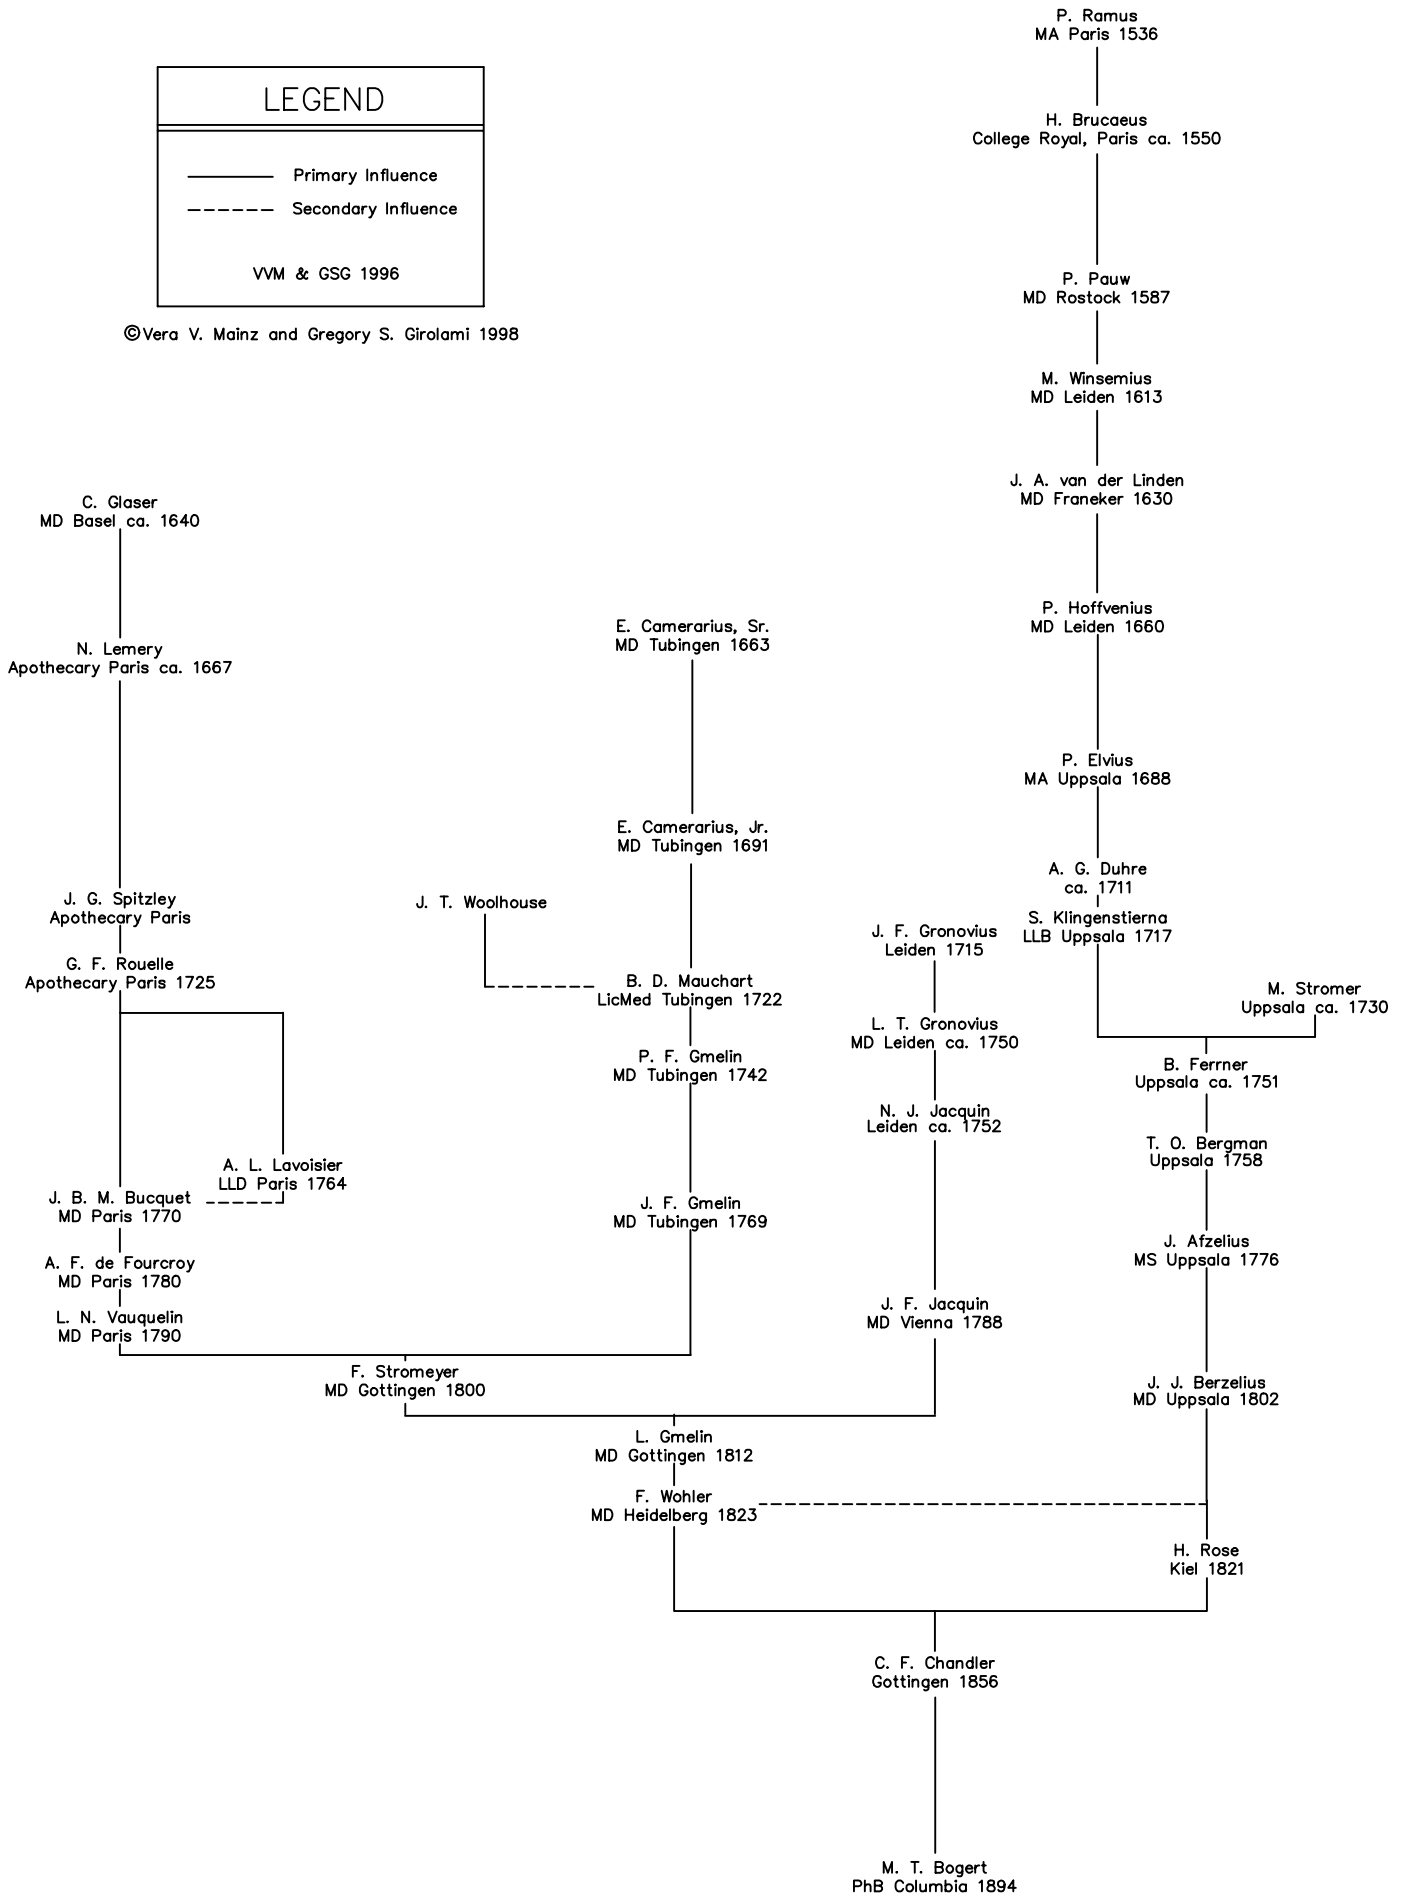 P. Ramus
MA Paris 1536
LEGEND
H. Brucaeus
College Royal, Paris ca. 1550
Primary Influence
Secondary Influence
VVM & GSG 1996
P. Pauw
MD Rostock 1587
©Vera V. Mainz and Gregory S. Girolami 1998
M. Winsemius
MD Leiden 1613
J. A. van der Linden
MD Franeker 1630
C. Glaser
MD Basel ca. 1640
P. Hoffvenius
MD Leiden 1660
E. Camerarius, Sr.
MD Tubingen 1663
N. Lemery
Apothecary Paris ca. 1667
P. Elvius
MA Uppsala 1688
E. Camerarius, Jr.
MD Tubingen 1691
A. G. Duhre
ca. 1711
J. G. Spitzley
Apothecary Paris
J. T. Woolhouse
S. Klingenstierna
LLB Uppsala 1717
J. F. Gronovius
Leiden 1715
G. F. Rouelle
Apothecary Paris 1725
B. D. Mauchart
LicMed Tubingen 1722
M. Stromer
Uppsala ca. 1730
L. T. Gronovius
MD Leiden ca. 1750
P. F. Gmelin
MD Tubingen 1742
B. Ferrner
Uppsala ca. 1751
N. J. Jacquin
Leiden ca. 1752
T. O. Bergman
Uppsala 1758
A. L. Lavoisier
LLD Paris 1764
J. B. M. Bucquet
MD Paris 1770
J. F. Gmelin
MD Tubingen 1769
J. Afzelius
MS Uppsala 1776
A. F. de Fourcroy
MD Paris 1780
J. F. Jacquin
MD Vienna 1788
L. N. Vauquelin
MD Paris 1790
F. Stromeyer
MD Gottingen 1800
J. J. Berzelius
MD Uppsala 1802
L. Gmelin
MD Gottingen 1812
F. Wohler
MD Heidelberg 1823
H. Rose
Kiel 1821
C. F. Chandler
Gottingen 1856
M. T. Bogert
PhB Columbia 1894